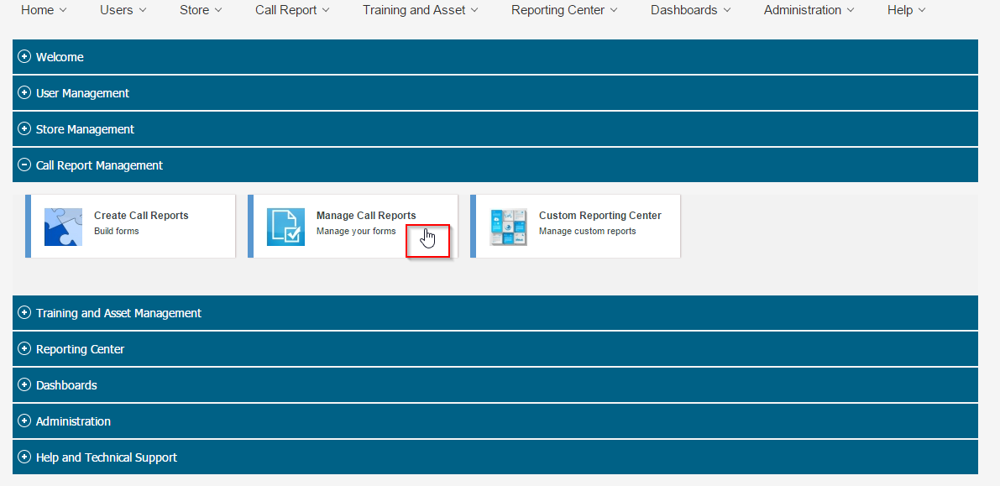 Home Users Store Call Report Training and Asset Reporting Center Dashboards Administration Help
Welcome
User Management
Store Management
Call Report Management
Create Call Reports
Build forms
Manage Call Reports
Manage your forms
Custom Reporting Center
Manage custom reports
Training and Asset Management
Reporting Center
Dashboards
Administration
Help and Technical Support